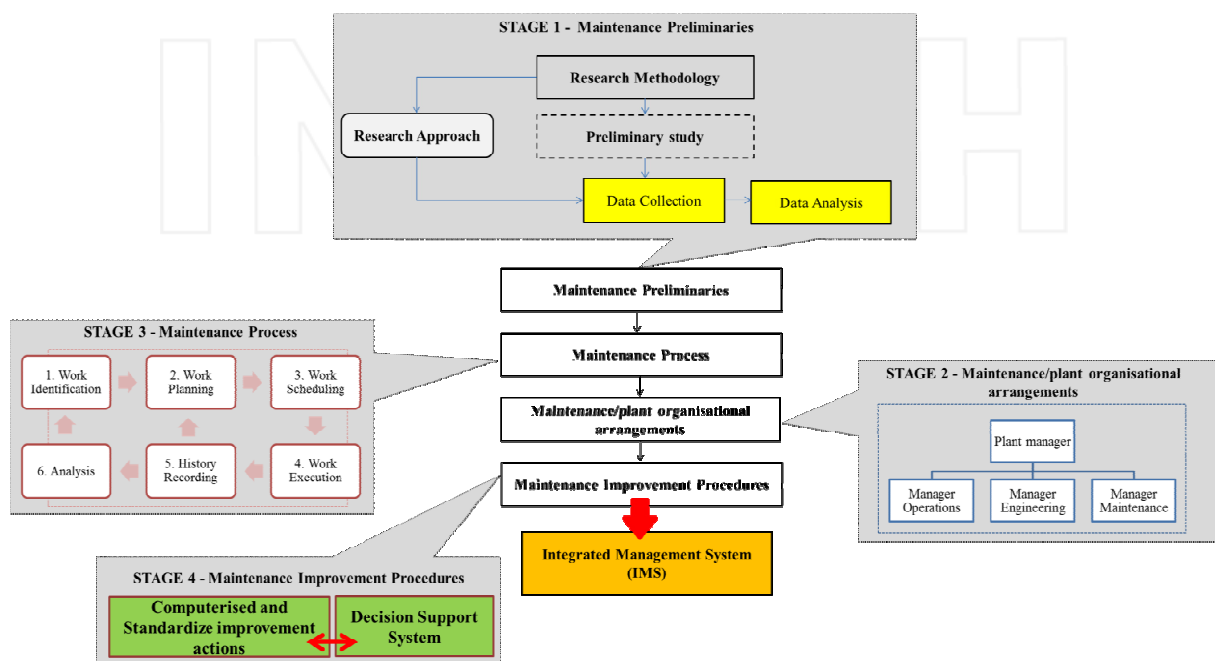 STAGE 1 - Maintenance Preliminaries
Research Methodology
Research Approach
Preliminary study
Data Collection
Data Analysis
Maintenance Preliminaries
STAGE 3 - Maintenance Process
1. Work
Identification
2. Work
Planning
3. Work
Scheduling
6. Analysis
5. History
Recording
4. Work
Execution
Maintenance Process
Maintenance/plant organisational
arrangements
STAGE 2 - Maintenance/plant organisational
arrangements
Plant manager
Manager
Operations
Manager
Engineering
Manager
Maintenance
Maintenance Improvement Procedures
Integrated Management System
(IMS)
STAGE 4 - Maintenance Improvement Procedures
Computerised and
Standardize improvement
actions
Decision Support
System